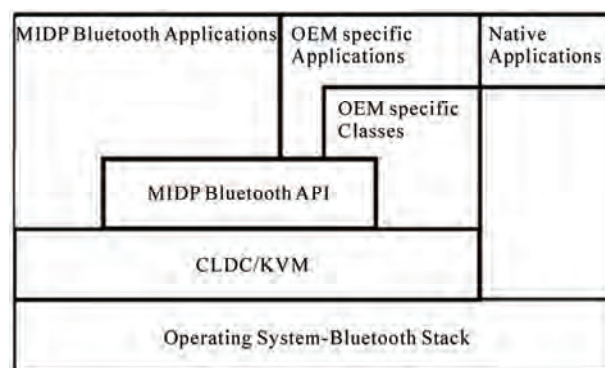 MIDP Bluetooth Applications
OEM specific
Applications
Native
Applications
OEM specific
Classes
MIDP Bluetooth API
CLDC/KVM
Operating System-Bluetooth Stack